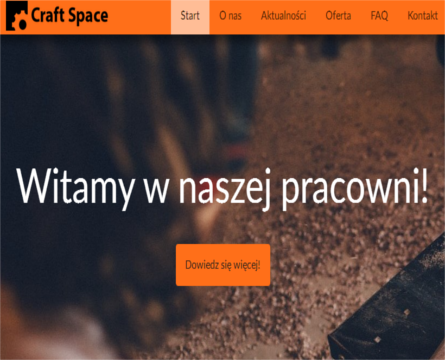 Craft Space
Start O nas Aktualności Oferta FAQ Kontakt
Witamy w naszej pracowni!
Dowiedz się więcej!